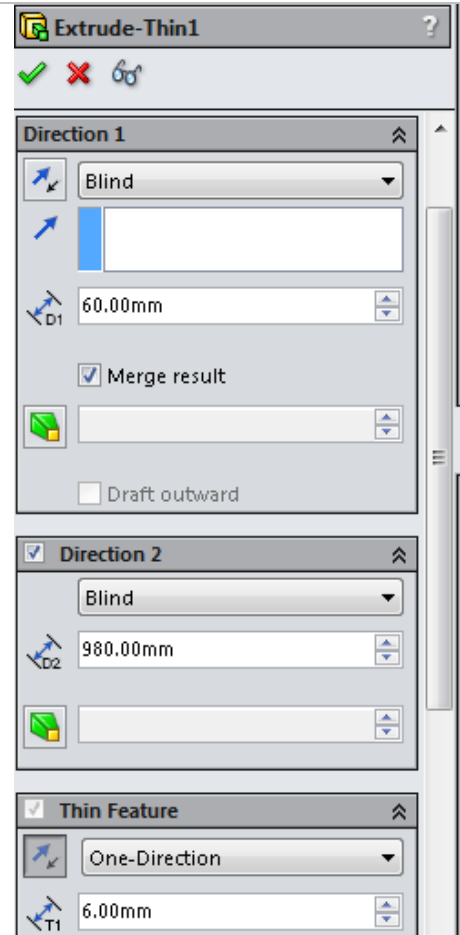 Extrude-Thin1 ?
Direction 1
Blind
D1 60.00mm
Merge result
Draft outward
Direction 2
Blind
D2 980.00mm
Thin Feature
One-Direction
T1 6.00mm